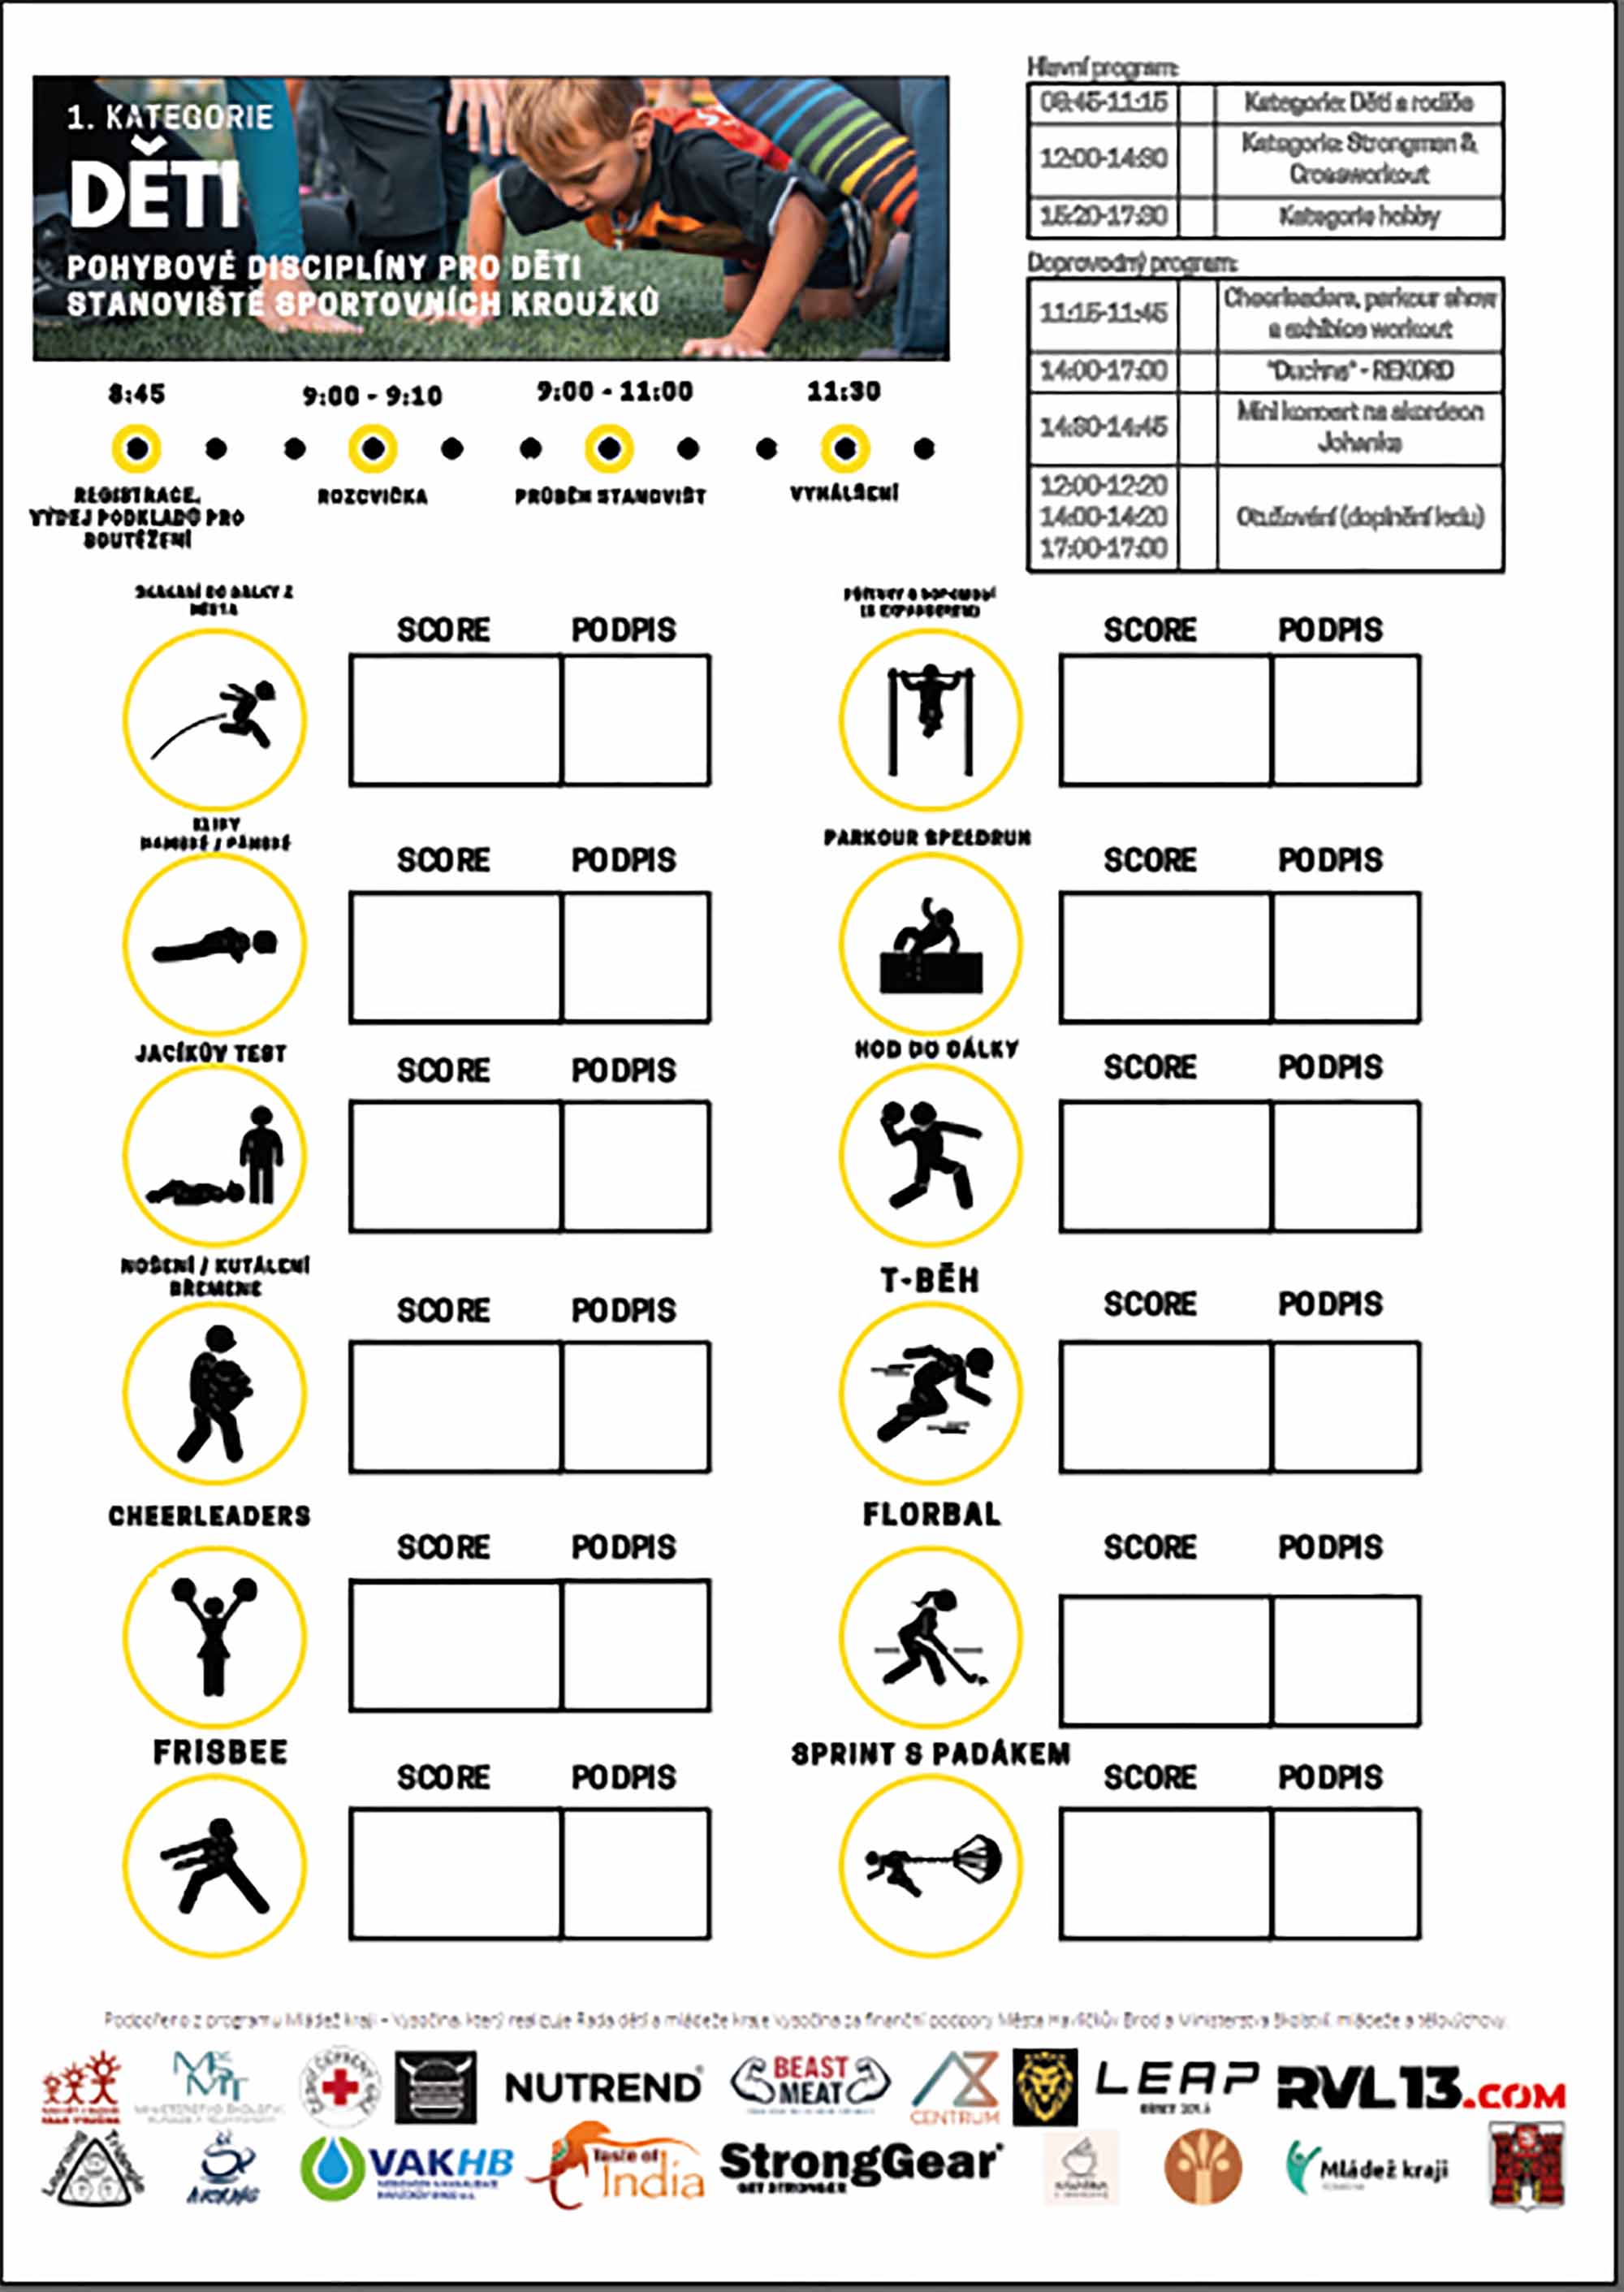 1. KATEGORIE
DĚTI
POHYBOVÉ DISCIPLÍNY PRO DĚTI
STANOVIŠTĚ SPORTOVNÍCH KROUŽKŮ
8:45
9:00 - 9:10
9:00 - 11:00
11:30
REGISTRACE,
VÝDEJ PODKLADŮ PRO
SOUTĚŽENÍ
ROZCVIČKA
PRŮBĚH STANOVIŠŤ
VYHLÁŠENÍ
Hlavní program:
09:45-11:15 Kategorie: Děti a rodiče
12:00-14:30 Kategorie: Strongman &
Crossworkout
15:20-17:30 Kategorie hobby
Doprovodný program:
11:15-11:45 Cheerleaders, parkour show
a exhibice workout
14:00-17:00 "Duchna" - REKORD
14:30-14:45 Mini koncert na akordeon
Johanka
12:00-12:20
14:00-14:20
17:00-17:00
Otužování (doplnění ledu)
SKÁKÁNÍ DO DÁLKY Z
MÍSTA
SCORE PODPIS
SCORE PODPIS
KLIKY
DÁMSKÉ / PÁNSKÉ
SCORE PODPIS
PARKOUR SPEEDRUN
SCORE PODPIS
JACÍKŮV TEST
SCORE PODPIS
HOD DO DÁLKY
SCORE PODPIS
NOŠENÍ / KUTÁLENÍ
BŘEMENE
SCORE PODPIS
T-BĚH
SCORE PODPIS
CHEERLEADERS
SCORE PODPIS
FLORBAL
SCORE PODPIS
FRISBEE
SCORE PODPIS
SPRINT S PADÁKEM
SCORE PODPIS
Podpořeno z programu Mládež kraji - Vysočina, který realizuje Rada dětí a mládeže kraje Vysočina za finanční podpory Města Havlíčkův Brod a Ministerstva školství, mládeže a tělovýchovy.
NUTREND
BEAST
MEAT
AZ
CENTRUM
LEAP
RVL13.COM
Learning Triangle
VAKHB
Taste of
India
StrongGear
GET STRONGER
Mládež kraji